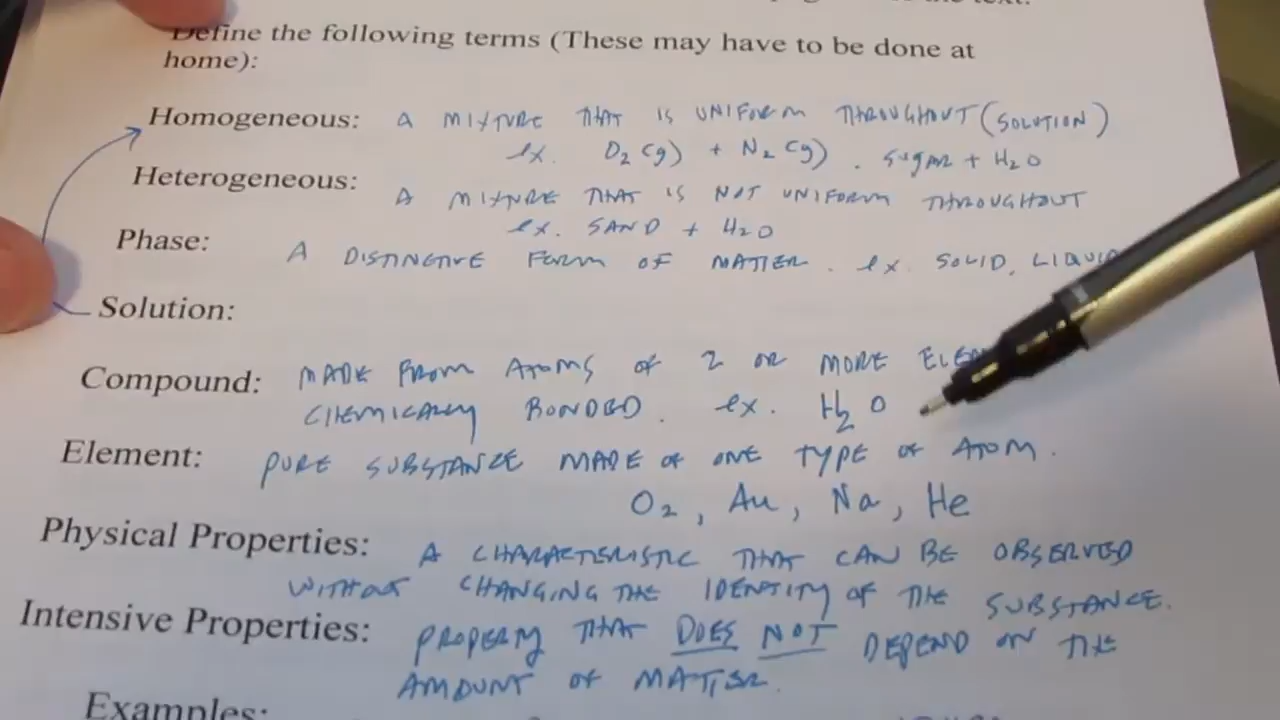 the text.
Define the following terms (These may have to be done at
home):
Homogeneous: A MIXTURE THAT IS UNIFORM THROUGHOUT (SOLUTION)
ex. O2 (g) + N2 (g) . SUGAR + H2O
Heterogeneous: A MIXTURE THAT IS NOT UNIFORM THROUGHOUT
ex. SAND + H2O
Phase: A DISTINCTIVE FORM OF MATTER. ex SOLID, LIQUID
Solution:
Compound: MADE FROM ATOMS OF 2 OR MORE
CHEMICALLY BONDED. ex. H2O
Element: PURE SUBSTANCE MADE OF ONE TYPE OF ATOM.
O2, Au, Na, He
Physical Properties: A CHARACTERISTIC THAT CAN BE OBSERVED
WITHOUT CHANGING THE IDENTITY OF THE SUBSTANCE.
Intensive Properties: PROPERTY THAT DOES NOT DEPEND ON THE
AMOUNT OF MATTER.
Examples: